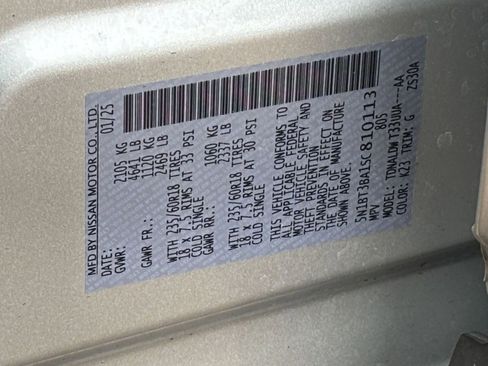 MFD BY NISSAN MOTOR CO., LTD.
DATE: 01/25
GVWR: 2105 KG
4641 LB
GAWR FR.: 1120 KG
2469 LB
WITH 235/60R18 TIRES
18 X 7.5 RIMS AT 33 PSI
COLD SINGLE
GAWR RR.: 1060 KG
2337 LB
WITH 235/60R18 TIRES
18 X 7.5 RIMS AT 30 PSI
COLD SINGLE
THIS VEHICLE CONFORMS TO
ALL APPLICABLE FEDERAL
MOTOR VEHICLE SAFETY AND
THEFT PREVENTION
STANDARDS IN EFFECT
ON THE DATE OF MANUFACTURE
SHOWN ABOVE.
5N1BT3BA1SC810113
MPV 805
MODEL: TDMALDW T33UUA--AA
COLOR: K21 TRIM: G
ZS30A